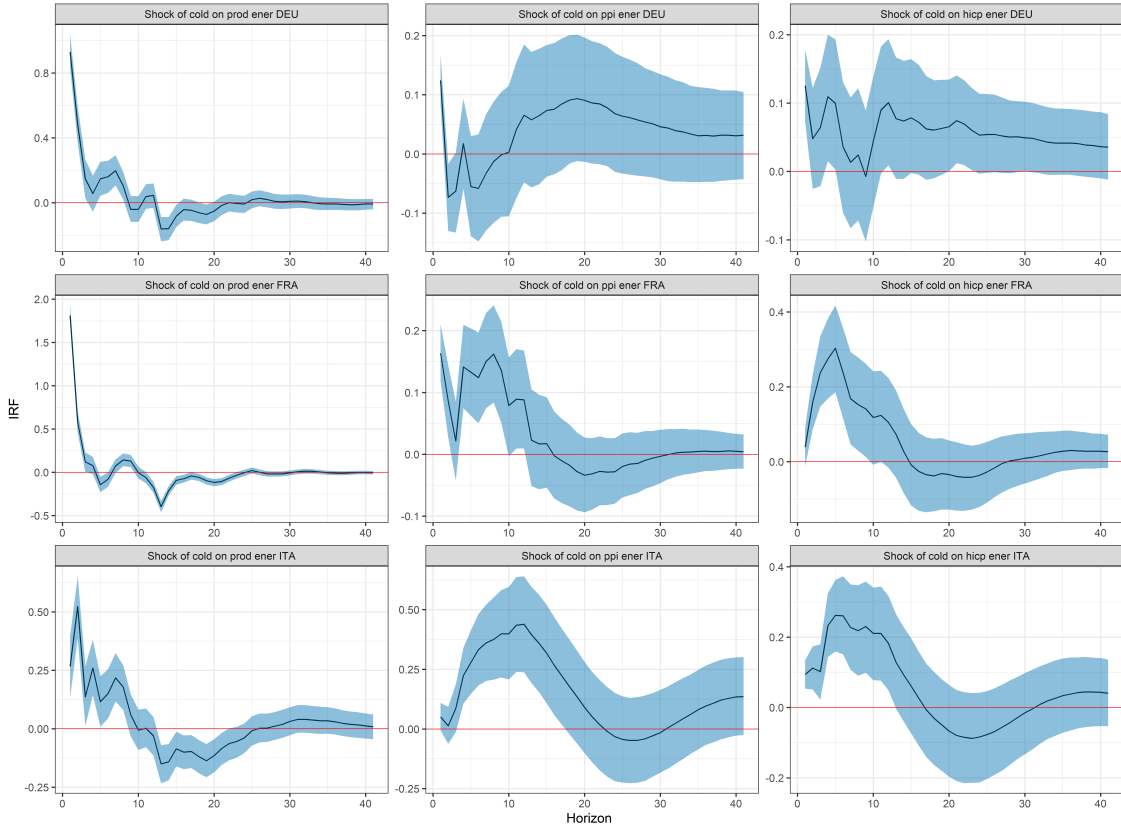 Shock of cold on prod ener DEU
Shock of cold on ppi ener DEU
Shock of cold on hicp ener DEU
0.8
0.4
0.0
0.2
0.1
0.0
-0.1
0.2
0.1
0.0
-0.1
0 10 20 30 40
0 10 20 30 40
0 10 20 30 40
Shock of cold on prod ener FRA
Shock of cold on ppi ener FRA
Shock of cold on hicp ener FRA
IRF
2.0
1.5
1.0
0.5
0.0
-0.5
0.2
0.1
0.0
-0.1
0.4
0.2
0.0
0 10 20 30 40
0 10 20 30 40
0 10 20 30 40
Shock of cold on prod ener ITA
Shock of cold on ppi ener ITA
Shock of cold on hicp ener ITA
0.50
0.25
0.00
-0.25
0.50
0.25
0.00
-0.25
0.4
0.2
0.0
-0.2
0 10 20 30 40
0 10 20 30 40
0 10 20 30 40
Horizon